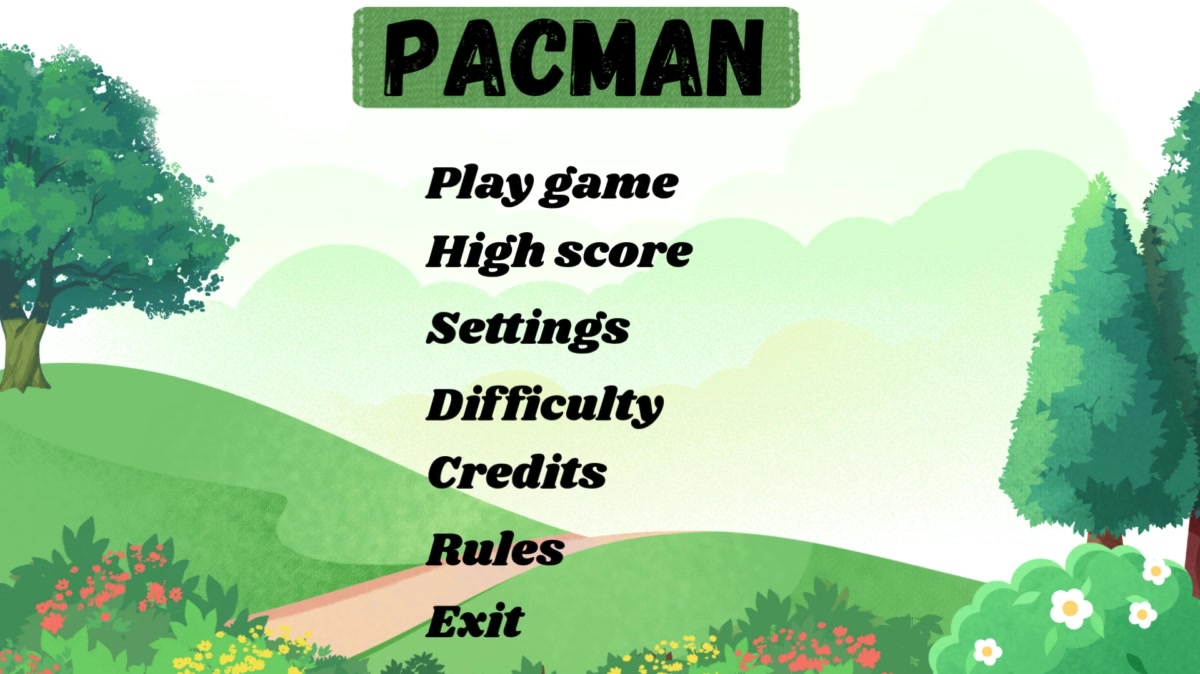 PACMAN
Play game
High score
Settings
Difficulty
Credits
Rules
Exit